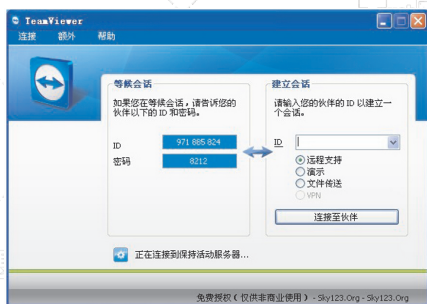 TeamViewer
连接 额外 帮助
等候会话
如果您在等候会话，请告诉您的
伙伴以下的 ID 和密码。
ID 971 885 824
密码 8212
建立会话
请输入您的伙伴的 ID 以建立一
个会话。
ID
远程支持
演示
文件传送
VPN
连接至伙伴
正在连接到保持活动服务器...
免费授权（仅供非商业使用） - Sky123.Org - Sky123.Org